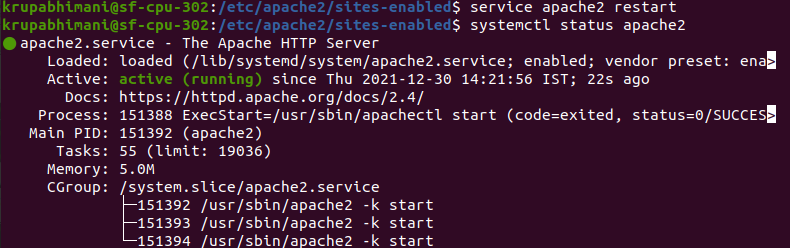 krupabhimani@sf-cpu-302:/etc/apache2/sites-enabled$ service apache2 restart
krupabhimani@sf-cpu-302:/etc/apache2/sites-enabled$ systemctl status apache2
● apache2.service - The Apache HTTP Server
     Loaded: loaded (/lib/systemd/system/apache2.service; enabled; vendor preset: ena>
     Active: active (running) since Thu 2021-12-30 14:21:56 IST; 22s ago
       Docs: https://httpd.apache.org/docs/2.4/
    Process: 151388 ExecStart=/usr/sbin/apachectl start (code=exited, status=0/SUCCES>
   Main PID: 151392 (apache2)
      Tasks: 55 (limit: 19036)
     Memory: 5.0M
     CGroup: /system.slice/apache2.service
             ├─151392 /usr/sbin/apache2 -k start
             ├─151393 /usr/sbin/apache2 -k start
             └─151394 /usr/sbin/apache2 -k start